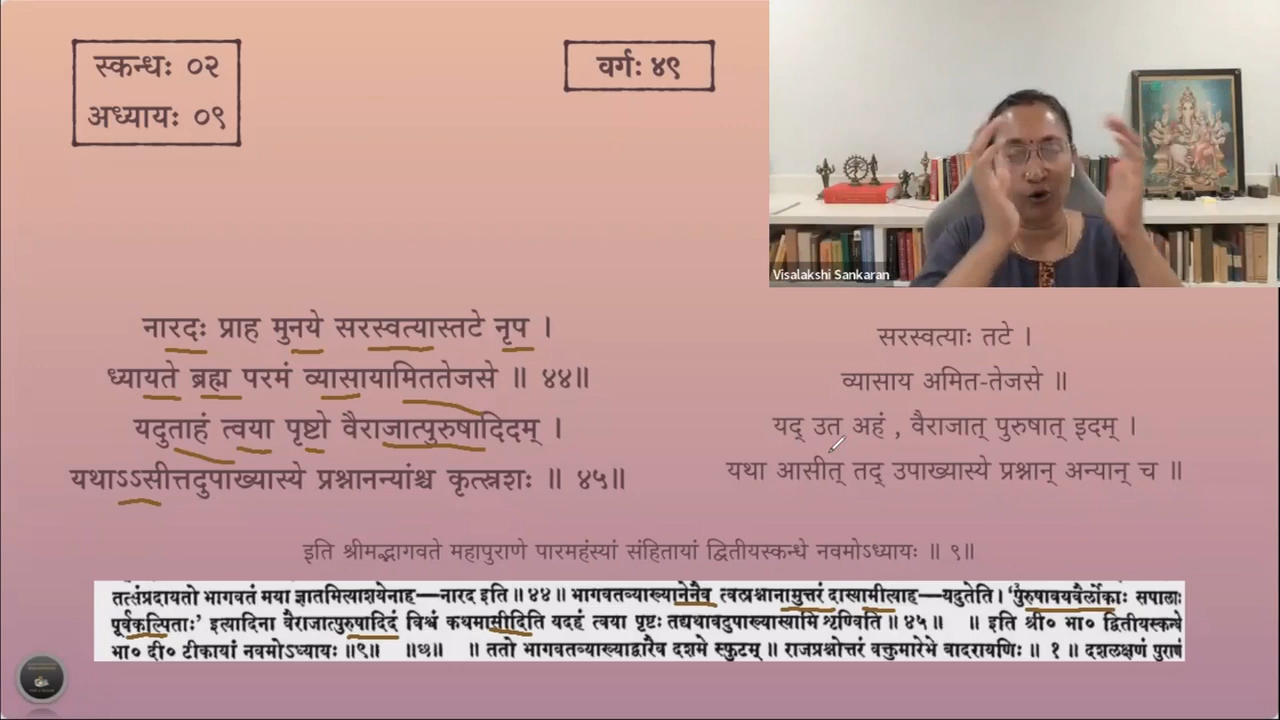 स्कन्धः ०२
अध्यायः ०९
वर्गः ४९
Visalakshi Sankaran
नारदः प्राह मुनये सरस्वत्यास्तटे नृप ।
ध्यायते ब्रह्म परमं व्यासायामिततेजसे ॥ ४४॥
यदुताहं त्वया पृष्टो वैराजात्पुरुषादिदम् ।
यथाऽऽसीत्तदुपाख्यास्ये प्रश्नानन्यांश्च कृत्स्नशः ॥ ४५॥
सरस्वत्याः तटे ।
व्यासाय अमित-तेजसे ॥
यद् उत अहं , वैराजात् पुरुषात् इदम् ।
यथा आसीत् तद् उपाख्यास्ये प्रश्नान् अन्यान् च ॥
इति श्रीमद्भागवते महापुराणे पारमहंस्यां संहितायां द्वितीयस्कन्धे नवमोऽध्यायः ॥ ९॥
तत्संप्रदायतो भागवतं मया ज्ञातमित्याशयेनाह—नारद इति ॥ ४४ ॥ भागवतव्याख्यानेनैव त्वत्प्रश्नानामुत्तरं दास्यामीत्याह—यदुतेति । 'पुरुषावयवैर्लोकाः सपालाः
पूर्वकल्पिताः' इत्यादिना वैराजात्पुरुषादिदं विश्वं कथमासीदिति यदहं त्वया पृष्टः तद्यथावदुपाख्यास्यामि शृण्विति ॥ ४५ ॥ ॥ इति श्री० भा० द्वितीयस्कन्धे
भा० दी० टीकायां नवमोऽध्यायः ॥९॥ ॥छ॥ ॥ ततो भागवतव्याख्याद्वारैव दशमे स्फुटम् ॥ राजप्रश्नोत्तरं वक्तुमारेभे बादरायणिः ॥ १ ॥ दशलक्षणं पुराणं